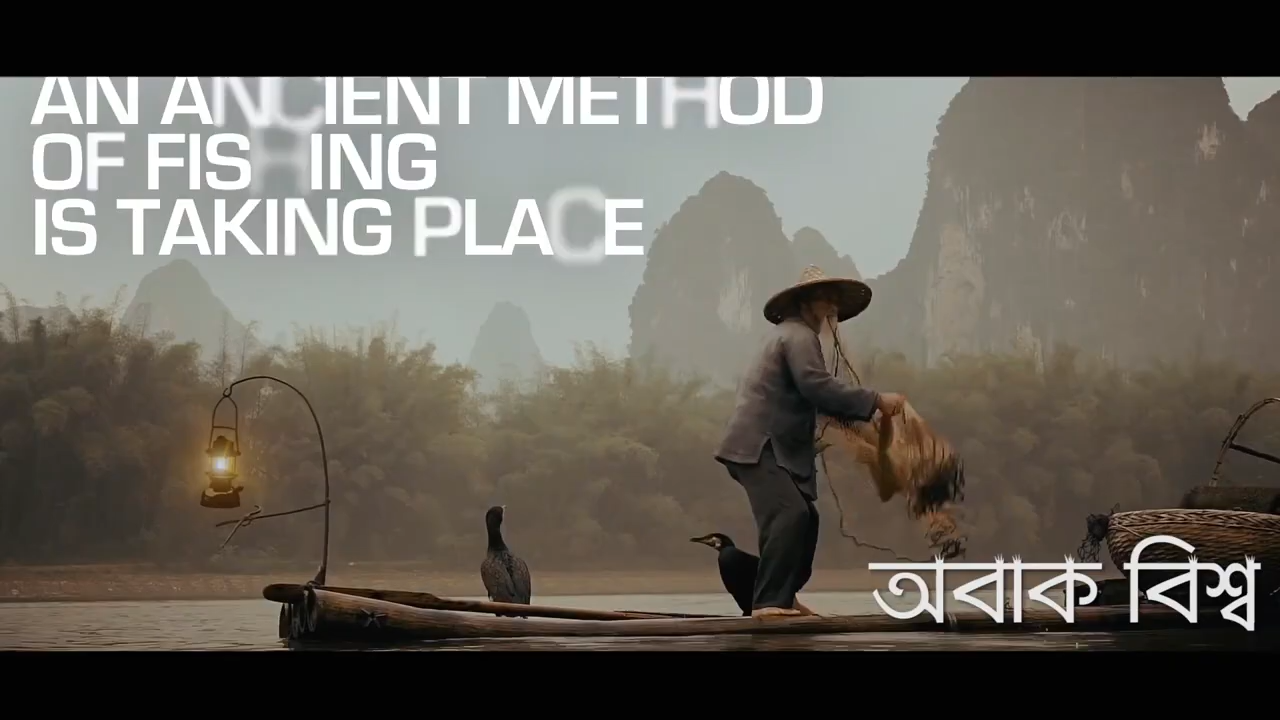 AN ANCIENT METHOD
OF FISHING
IS TAKING PLACE
অবাক বিশ্ব